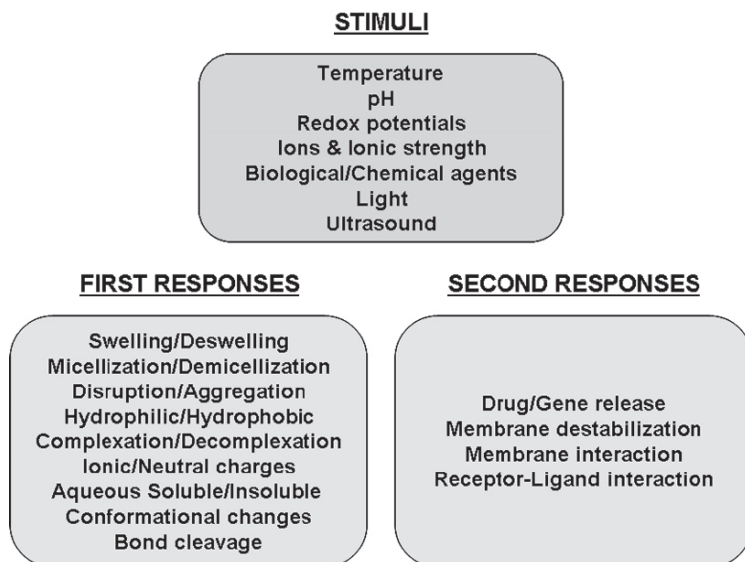 STIMULI
Temperature
pH
Redox potentials
Ions & Ionic strength
Biological/Chemical agents
Light
Ultrasound
FIRST RESPONSES
Swelling/Deswelling
Micellization/Demicellization
Disruption/Aggregation
Hydrophilic/Hydrophobic
Complexation/Decomplexation
Ionic/Neutral charges
Aqueous Soluble/Insoluble
Conformational changes
Bond cleavage
SECOND RESPONSES
Drug/Gene release
Membrane destabilization
Membrane interaction
Receptor-Ligand interaction